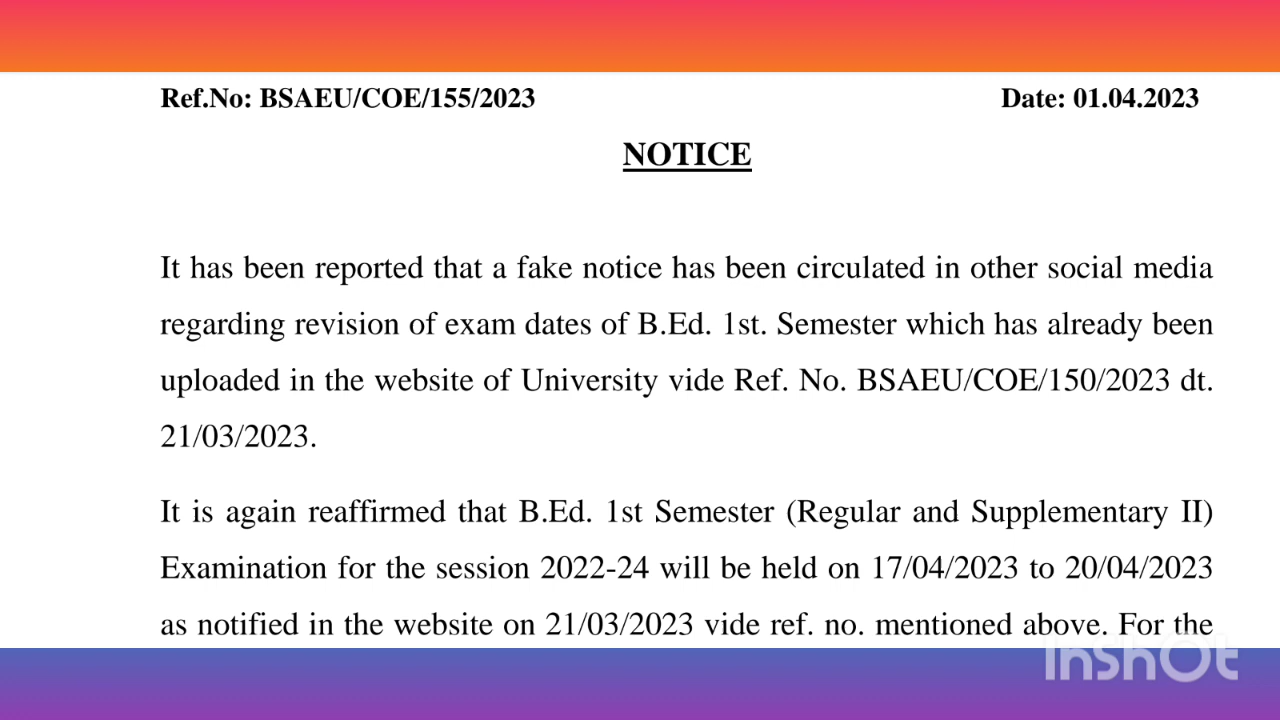 Ref.No: BSAEU/COE/155/2023 Date: 01.04.2023
NOTICE
It has been reported that a fake notice has been circulated in other social media
regarding revision of exam dates of B.Ed. 1st. Semester which has already been
uploaded in the website of University vide Ref. No. BSAEU/COE/150/2023 dt.
21/03/2023.
It is again reaffirmed that B.Ed. 1st Semester (Regular and Supplementary II)
Examination for the session 2022-24 will be held on 17/04/2023 to 20/04/2023
as notified in the website on 21/03/2023 vide ref. no. mentioned above. For the
InshOt